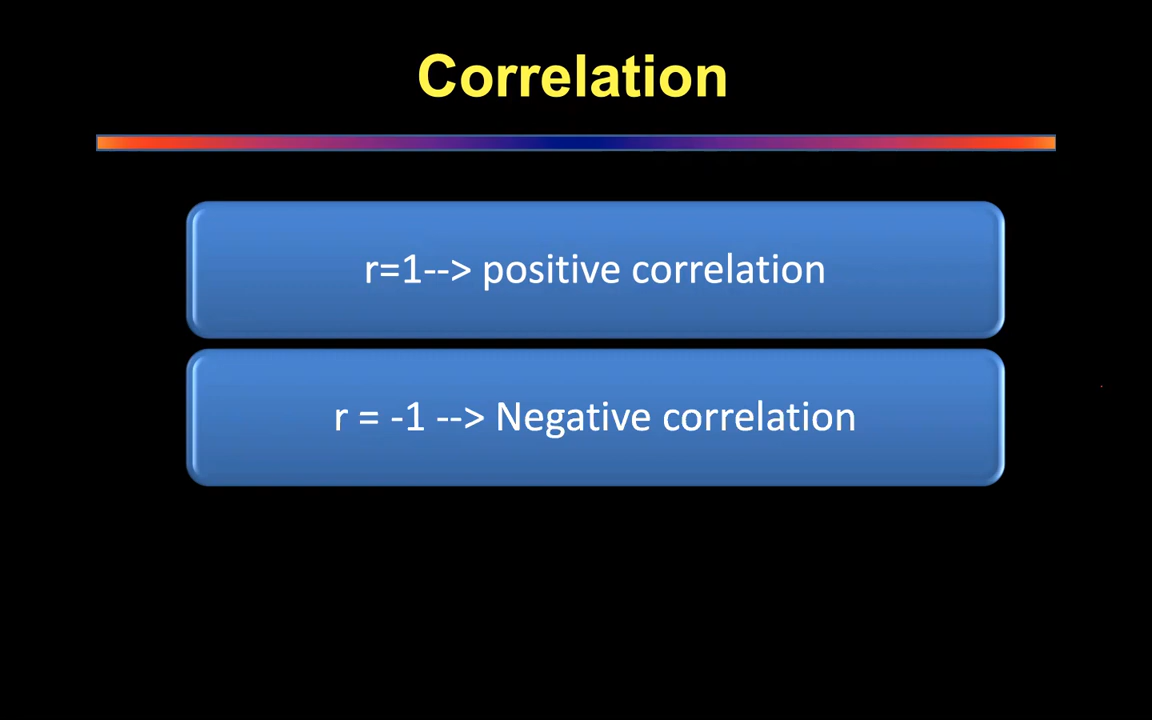 Correlation
r=1--> positive correlation
r = -1 --> Negative correlation